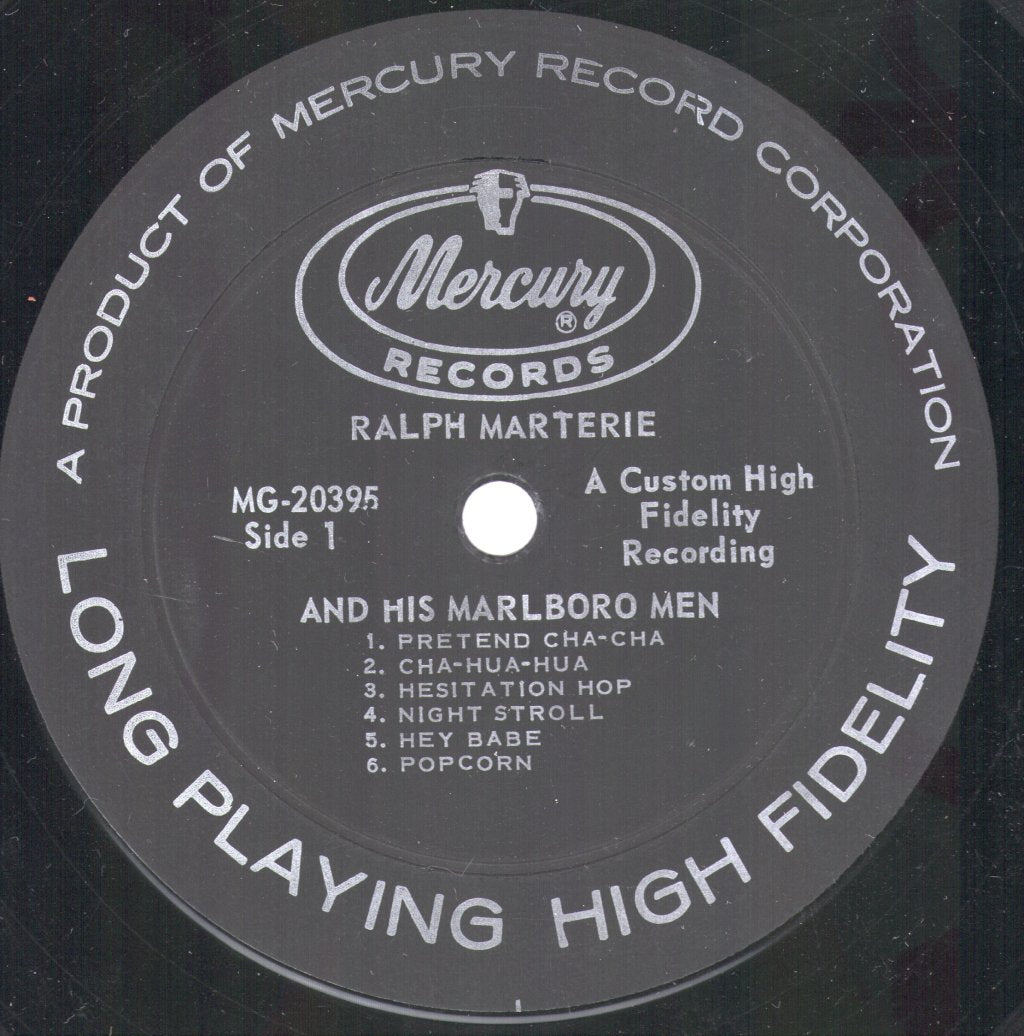 A PRODUCT OF MERCURY RECORD CORPORATION
Mercury ®
RECORDS
RALPH MARTERIE
MG-20395
Side 1
A Custom High
Fidelity
Recording
AND HIS MARLBORO MEN
1. PRETEND CHA-CHA
2. CHA-HUA-HUA
3. HESITATION HOP
4. NIGHT STROLL
5. HEY BABE
6. POPCORN
LONG PLAYING HIGH FIDELITY